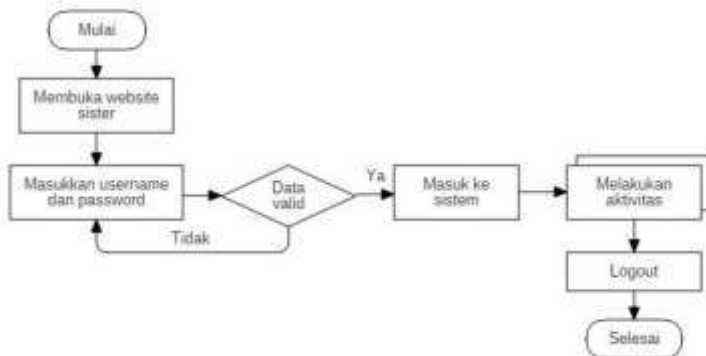 Mulai
Membuka website
sister
Masukkan username
dan password
Data
valid
Ya
Tidak
Masuk ke
sistem
Melakukan
aktivitas
Logout
Selesai